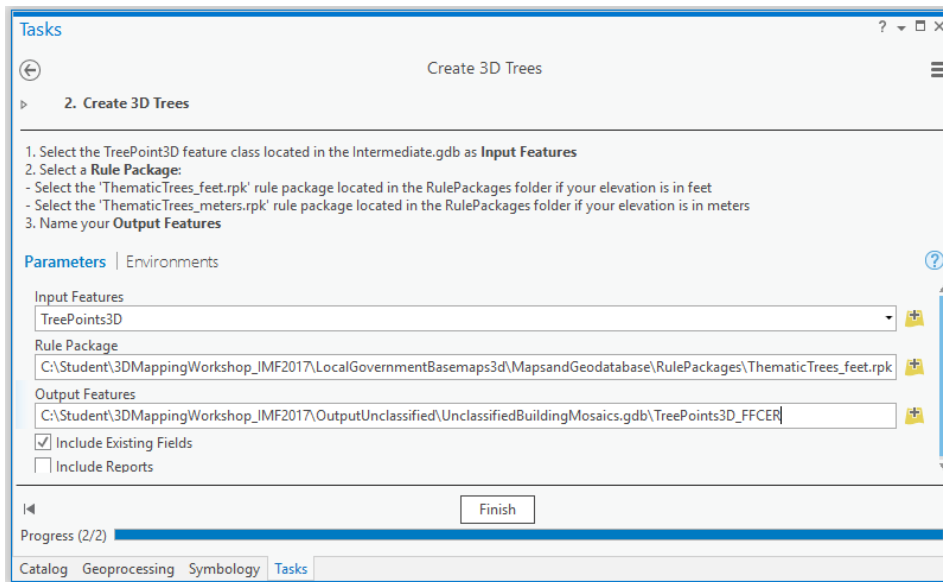 Tasks
Create 3D Trees
2. Create 3D Trees
1. Select the TreePoint3D feature class located in the Intermediate.gdb as Input Features
2. Select a Rule Package:
- Select the 'ThematicTrees_feet.rpk' rule package located in the RulePackages folder if your elevation is in feet
- Select the 'ThematicTrees_meters.rpk' rule package located in the RulePackages folder if your elevation is in meters
3. Name your Output Features
Parameters | Environments
Input Features
TreePoints3D
Rule Package
C:\Student\3DMappingWorkshop_IMF2017\LocalGovernmentBasemaps3d\MapsandGeodatabase\RulePackages\ThematicTrees_feet.rpk
Output Features
C:\Student\3DMappingWorkshop_IMF2017\OutputUnclassified\UnclassifiedBuildingMosaics.gdb\TreePoints3D_FFCER
Include Existing Fields
Include Reports
Finish
Progress (2/2)
Catalog Geoprocessing Symbology Tasks